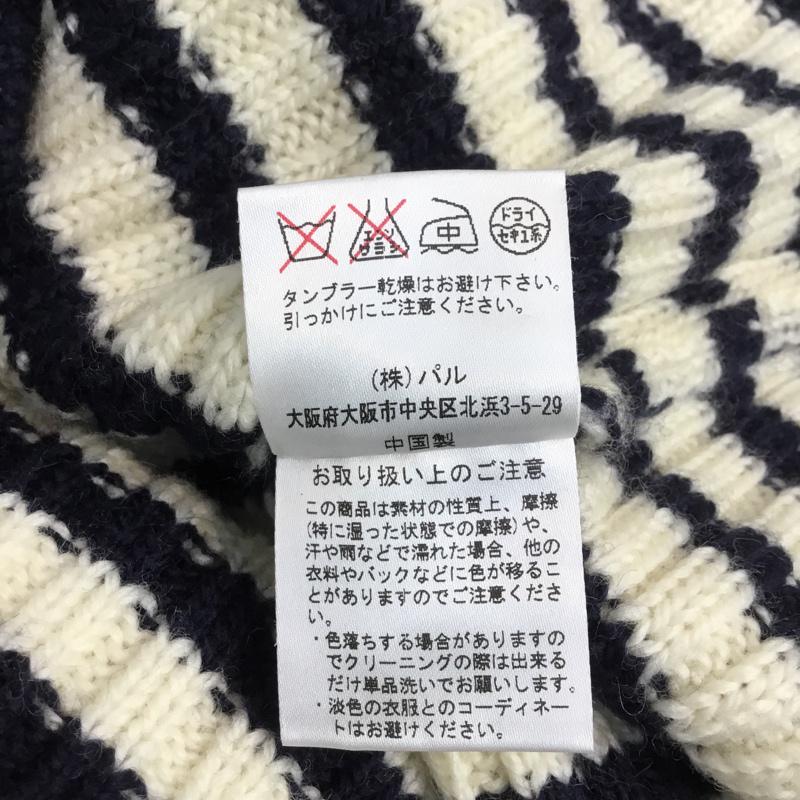 エンソ
サラシ
中
ドライ
セキユ系
タンブラー乾燥はお避け下さい。
引っかけにご注意ください。
(株)パル
大阪府大阪市中央区北浜3-5-29
中国製
お取り扱い上のご注意
この商品は素材の性質上、摩擦
(特に湿った状態での摩擦)や、
汗や雨などで濡れた場合、他の
衣料やバックなどに色が移るこ
とがありますのでご注意くださ
い。
・色落ちする場合がありますの
でクリーニングの際は出来る
だけ単品洗いでお願いします。
・淡色の衣服とのコーディネー
トはお避けください。